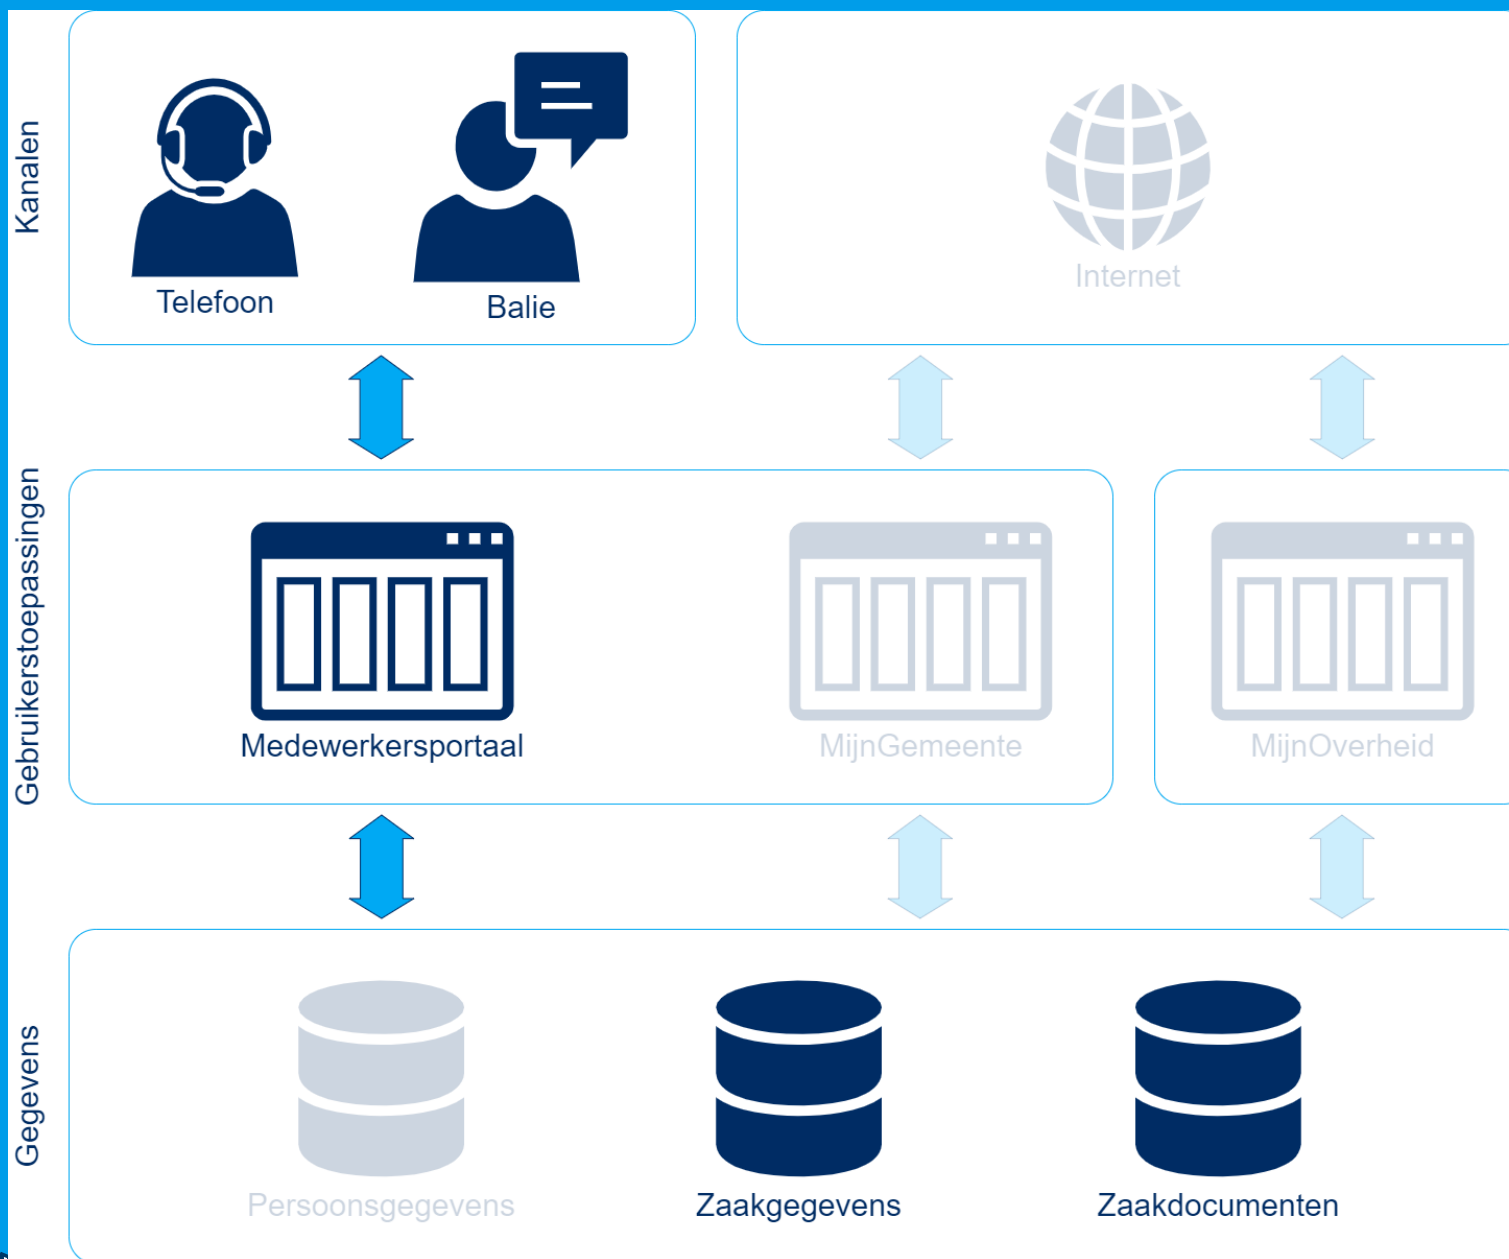 Kanalen
Telefoon
Balie
Internet
Gebruikerstoepassingen
Medewerkersportaal
MijnGemeente
MijnOverheid
Gegevens
Persoonsgegevens
Zaakgegevens
Zaakdocumenten